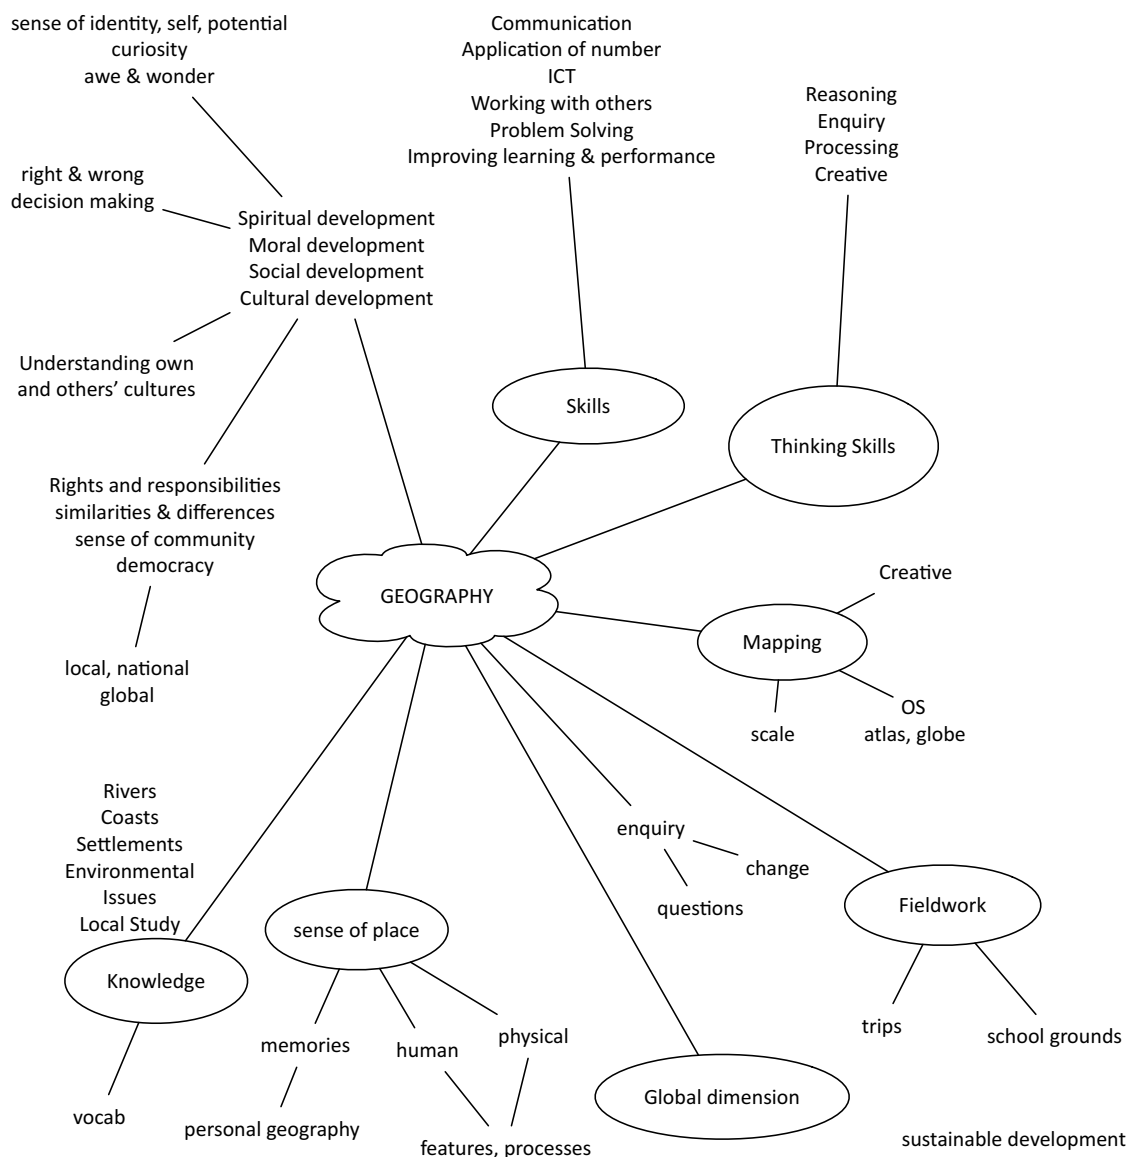 sense of identity, self, potential
curiosity
awe & wonder
Communication
Application of number
ICT
Working with others
Problem Solving
Improving learning & performance
Reasoning
Enquiry
Processing
Creative
right & wrong
decision making
Spiritual development
Moral development
Social development
Cultural development
Understanding own
and others’ cultures
Skills
Thinking Skills
Rights and responsibilities
similarities & differences
sense of community
democracy
local, national
global
GEOGRAPHY
Creative
Mapping
scale
OS
atlas, globe
Rivers
Coasts
Settlements
Environmental
Issues
Local Study
Knowledge
vocab
sense of place
memories
personal geography
human
physical
features, processes
enquiry
change
questions
Fieldwork
trips
school grounds
Global dimension
sustainable development